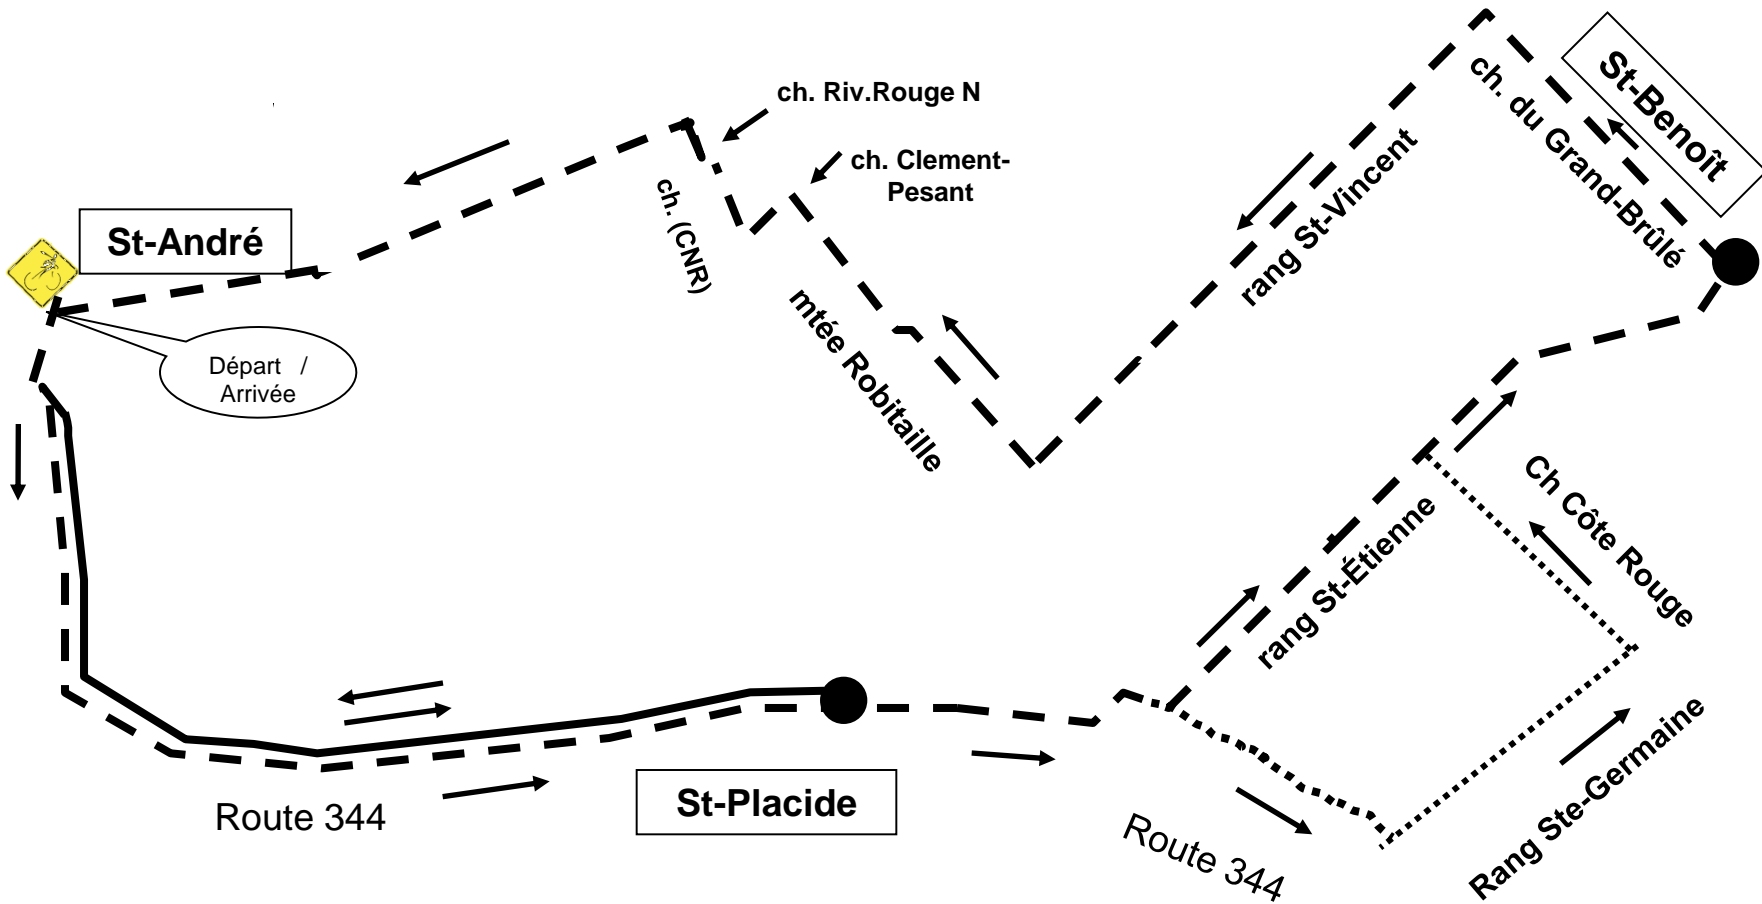 St-Benoît
ch. du Grand-Brûlé
ch. Riv.Rouge N
ch. Clement-
Pesant
rang St-Vincent
ch. (CNR)
St-André
mtée Robitaille
Départ /
Arrivée
Ch Côte Rouge
rang St-Étienne
St-Placide
Route 344
Rang Ste-Germaine
Route 344